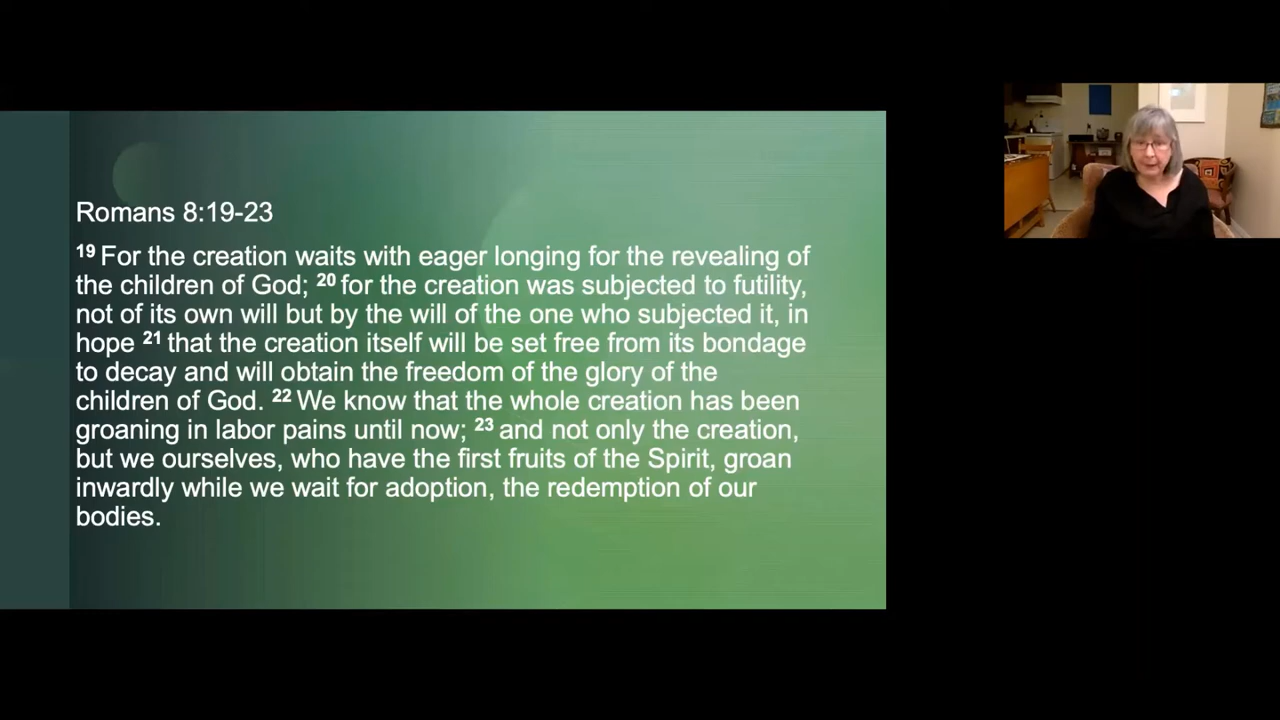 Romans 8:19-23
19 For the creation waits with eager longing for the revealing of
the children of God; 20 for the creation was subjected to futility,
not of its own will but by the will of the one who subjected it, in
hope 21 that the creation itself will be set free from its bondage
to decay and will obtain the freedom of the glory of the
children of God. 22 We know that the whole creation has been
groaning in labor pains until now; 23 and not only the creation,
but we ourselves, who have the first fruits of the Spirit, groan
inwardly while we wait for adoption, the redemption of our
bodies.